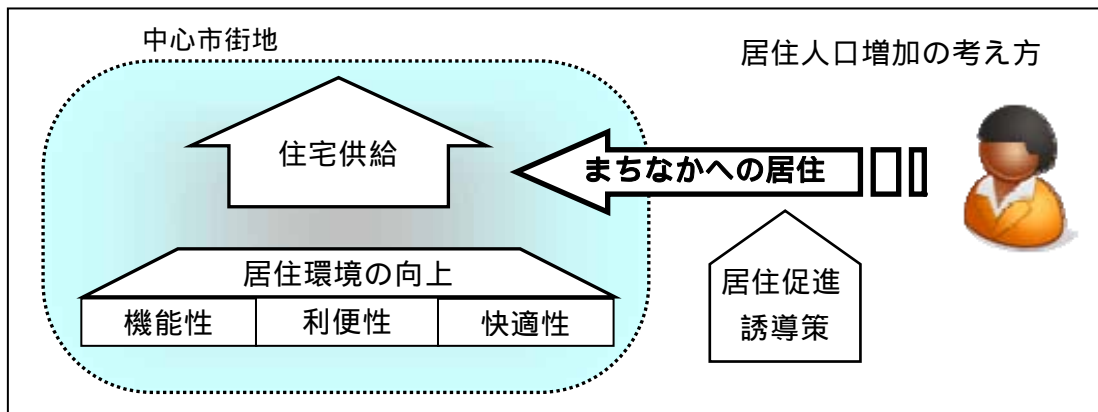 中心市街地
居住人口増加の考え方
住宅供給
まちなかへの居住
居住環境の向上
機能性 利便性 快適性
居住促進
誘導策